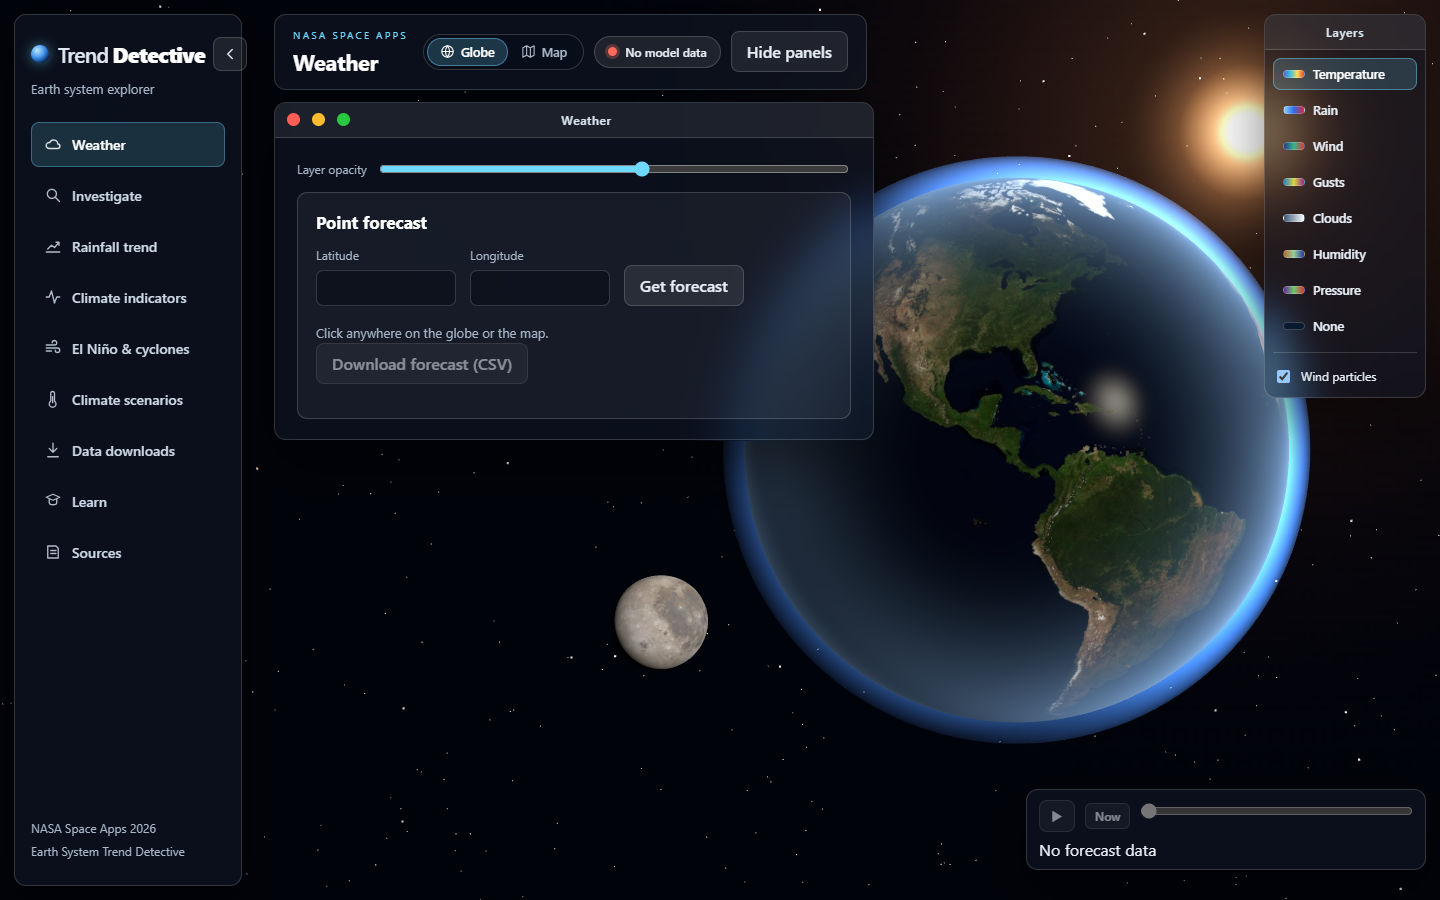 Trend Detective
Earth system explorer
Weather
Investigate
Rainfall trend
Climate indicators
El Niño & cyclones
Climate scenarios
Data downloads
Learn
Sources
NASA Space Apps 2026
Earth System Trend Detective
NASA SPACE APPS
Weather
Globe
Map
No model data
Hide panels
Weather
Layer opacity
Point forecast
Latitude
Longitude
Get forecast
Click anywhere on the globe or the map.
Download forecast (CSV)
Layers
Temperature
Rain
Wind
Gusts
Clouds
Humidity
Pressure
None
Wind particles
Now
No forecast data